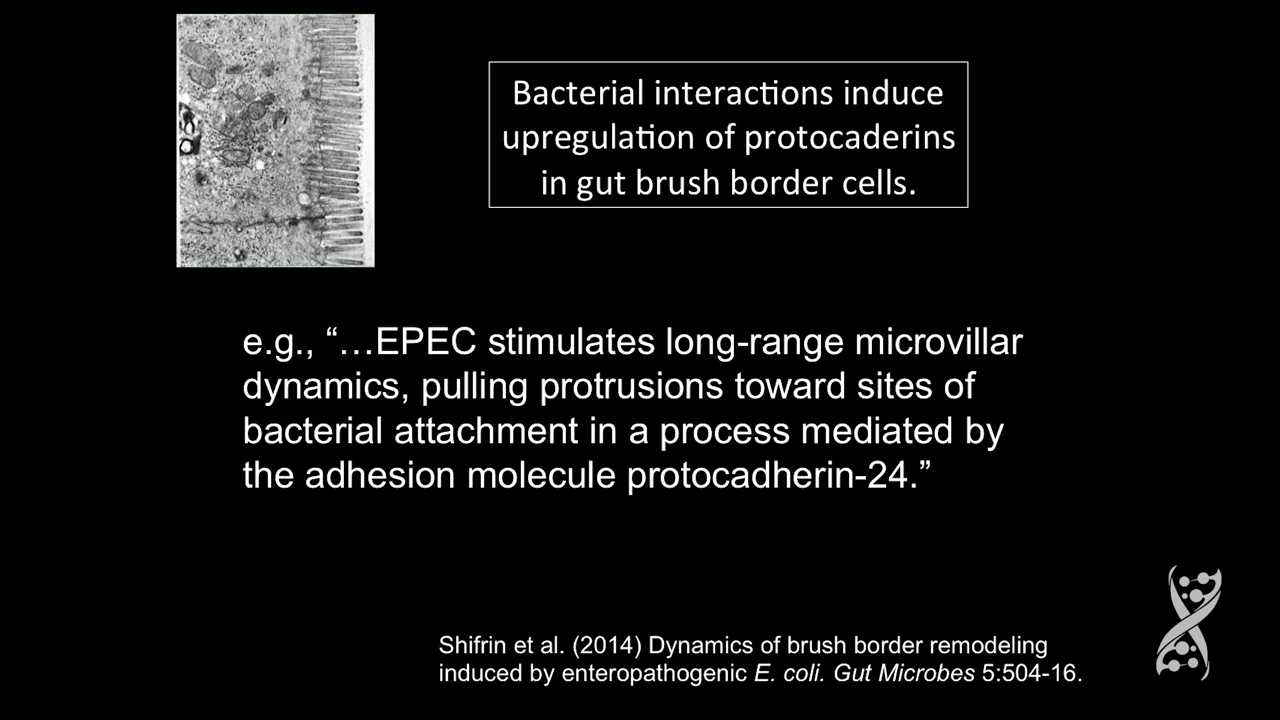 Bacterial interactions induce
upregulation of protocaderins
in gut brush border cells.
e.g., “…EPEC stimulates long-range microvillar
dynamics, pulling protrusions toward sites of
bacterial attachment in a process mediated by
the adhesion molecule protocadherin-24.”
Shifrin et al. (2014) Dynamics of brush border remodeling
induced by enteropathogenic E. coli. Gut Microbes 5:504-16.